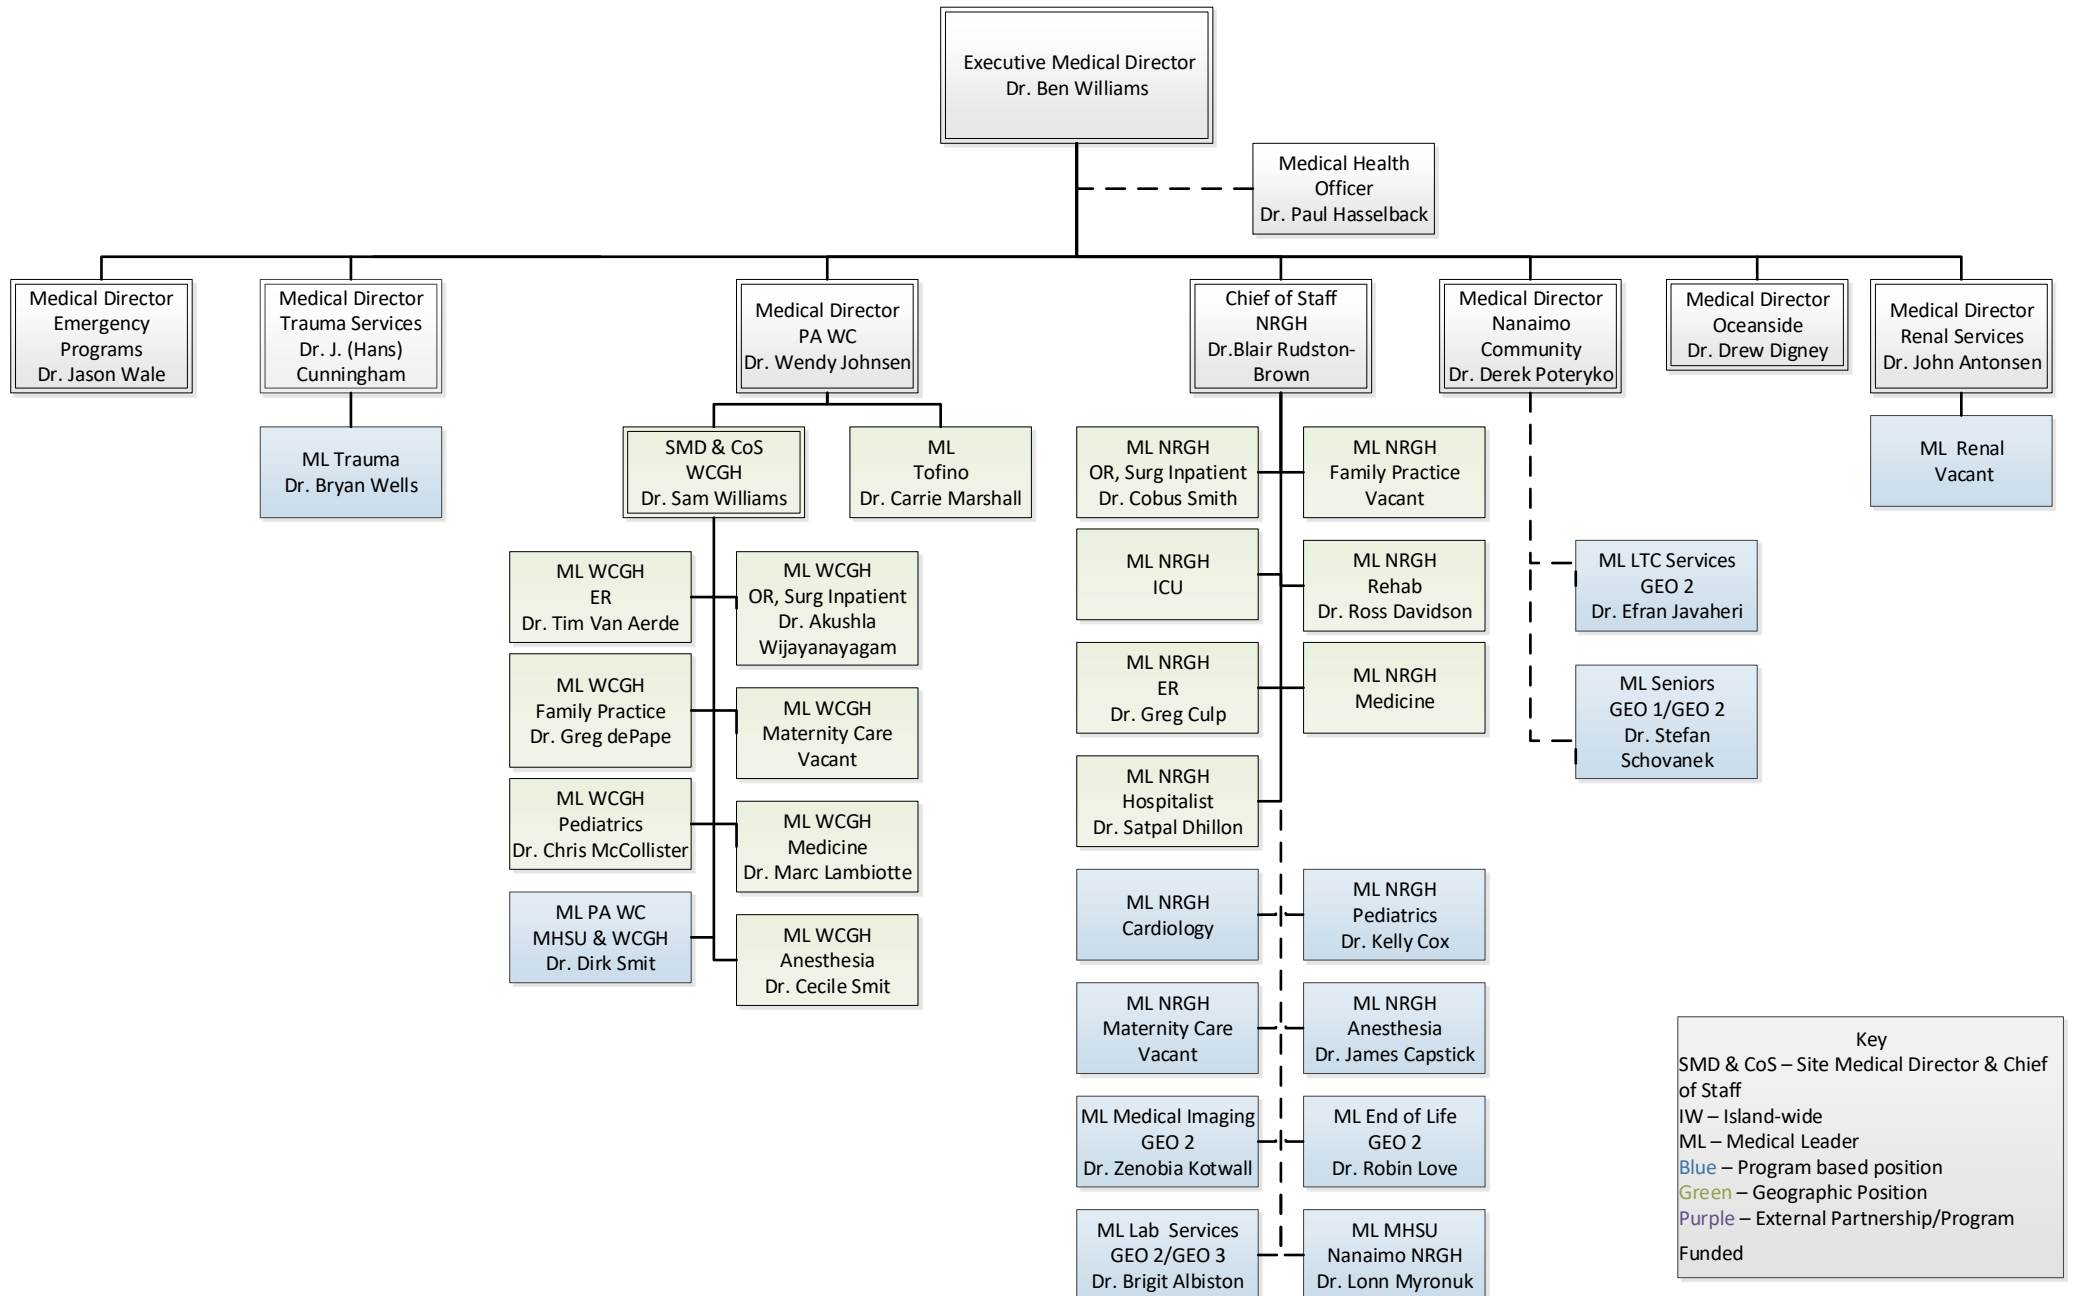 Executive Medical Director
Dr. Ben Williams
Medical Health
Officer
Dr. Paul Hasselback
Medical Director
Emergency
Programs
Dr. Jason Wale
Medical Director
Trauma Services
Dr. J. (Hans)
Cunningham
Medical Director
PA WC
Dr. Wendy Johnsen
Chief of Staff
NRGH
Dr.Blair Rudston-
Brown
Medical Director
Nanaimo
Community
Dr. Derek Poteryko
Medical Director
Oceanside
Dr. Drew Digney
Medical Director
Renal Services
Dr. John Antonsen
ML Trauma
Dr. Bryan Wells
SMD & CoS
WCGH
Dr. Sam Williams
ML
Tofino
Dr. Carrie Marshall
ML NRGH
OR, Surg Inpatient
Dr. Cobus Smith
ML NRGH
Family Practice
Vacant
ML Renal
Vacant
ML WCGH
ER
Dr. Tim Van Aerde
ML WCGH
OR, Surg Inpatient
Dr. Akushla
Wijayanayagam
ML NRGH
ICU
ML NRGH
Rehab
Dr. Ross Davidson
ML LTC Services
GEO 2
Dr. Efran Javaheri
ML WCGH
Family Practice
Dr. Greg dePape
ML WCGH
Maternity Care
Vacant
ML NRGH
ER
Dr. Greg Culp
ML NRGH
Medicine
ML Seniors
GEO 1/GEO 2
Dr. Stefan
Schovanek
ML WCGH
Pediatrics
Dr. Chris McCollister
ML WCGH
Medicine
Dr. Marc Lambiotte
ML NRGH
Hospitalist
Dr. Satpal Dhillon
ML PA WC
MHSU & WCGH
Dr. Dirk Smit
ML WCGH
Anesthesia
Dr. Cecile Smit
ML NRGH
Cardiology
ML NRGH
Pediatrics
Dr. Kelly Cox
ML NRGH
Maternity Care
Vacant
ML NRGH
Anesthesia
Dr. James Capstick
ML Medical Imaging
GEO 2
Dr. Zenobia Kotwall
ML End of Life
GEO 2
Dr. Robin Love
ML Lab Services
GEO 2/GEO 3
Dr. Brigit Albiston
ML MHSU
Nanaimo NRGH
Dr. Lonn Myronuk
Key
SMD & CoS – Site Medical Director & Chief
of Staff
IW – Island-wide
ML – Medical Leader
Blue – Program based position
Green – Geographic Position
Purple – External Partnership/Program
Funded